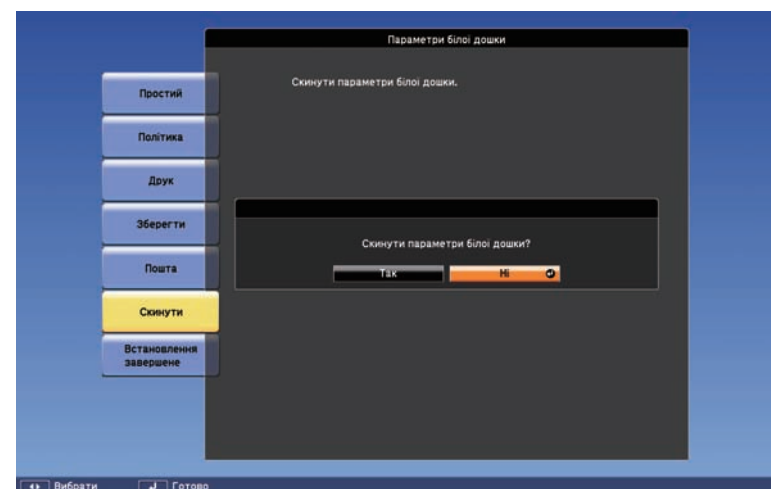 Параметри білої дошки
Скинути параметри білої дошки.
Простий
Політика
Друк
Зберегти
Пошта
Скинути
Встановлення
завершене
Скинути параметри білої дошки?
Так
Ні
Вибрати
Готово